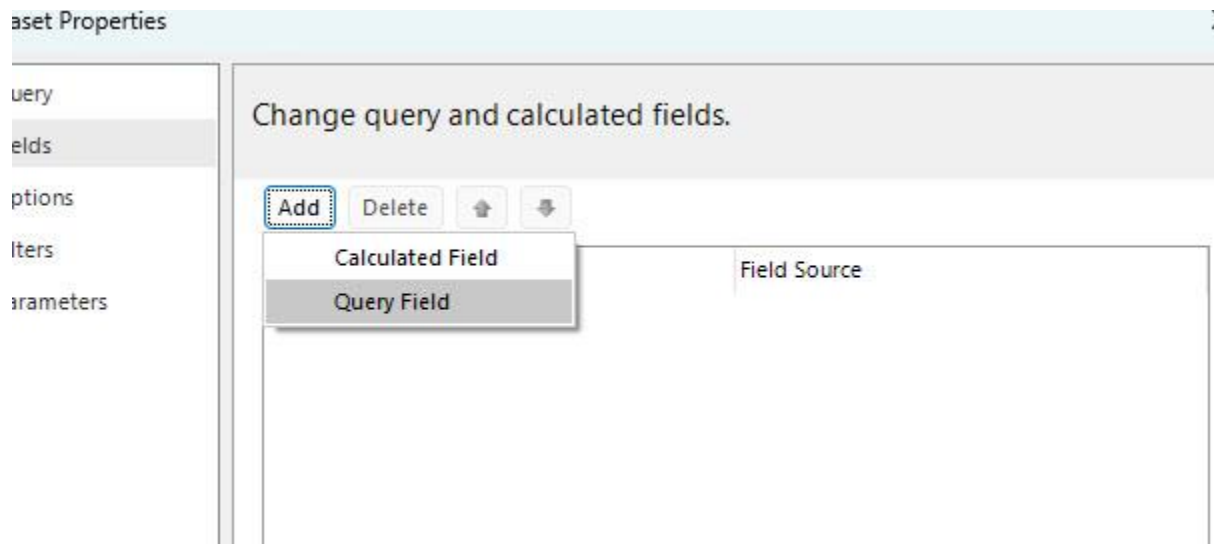 aset Properties
uery
elds
ptions
lters
arameters
Change query and calculated fields.
Add Delete
Calculated Field
Query Field
Field Source